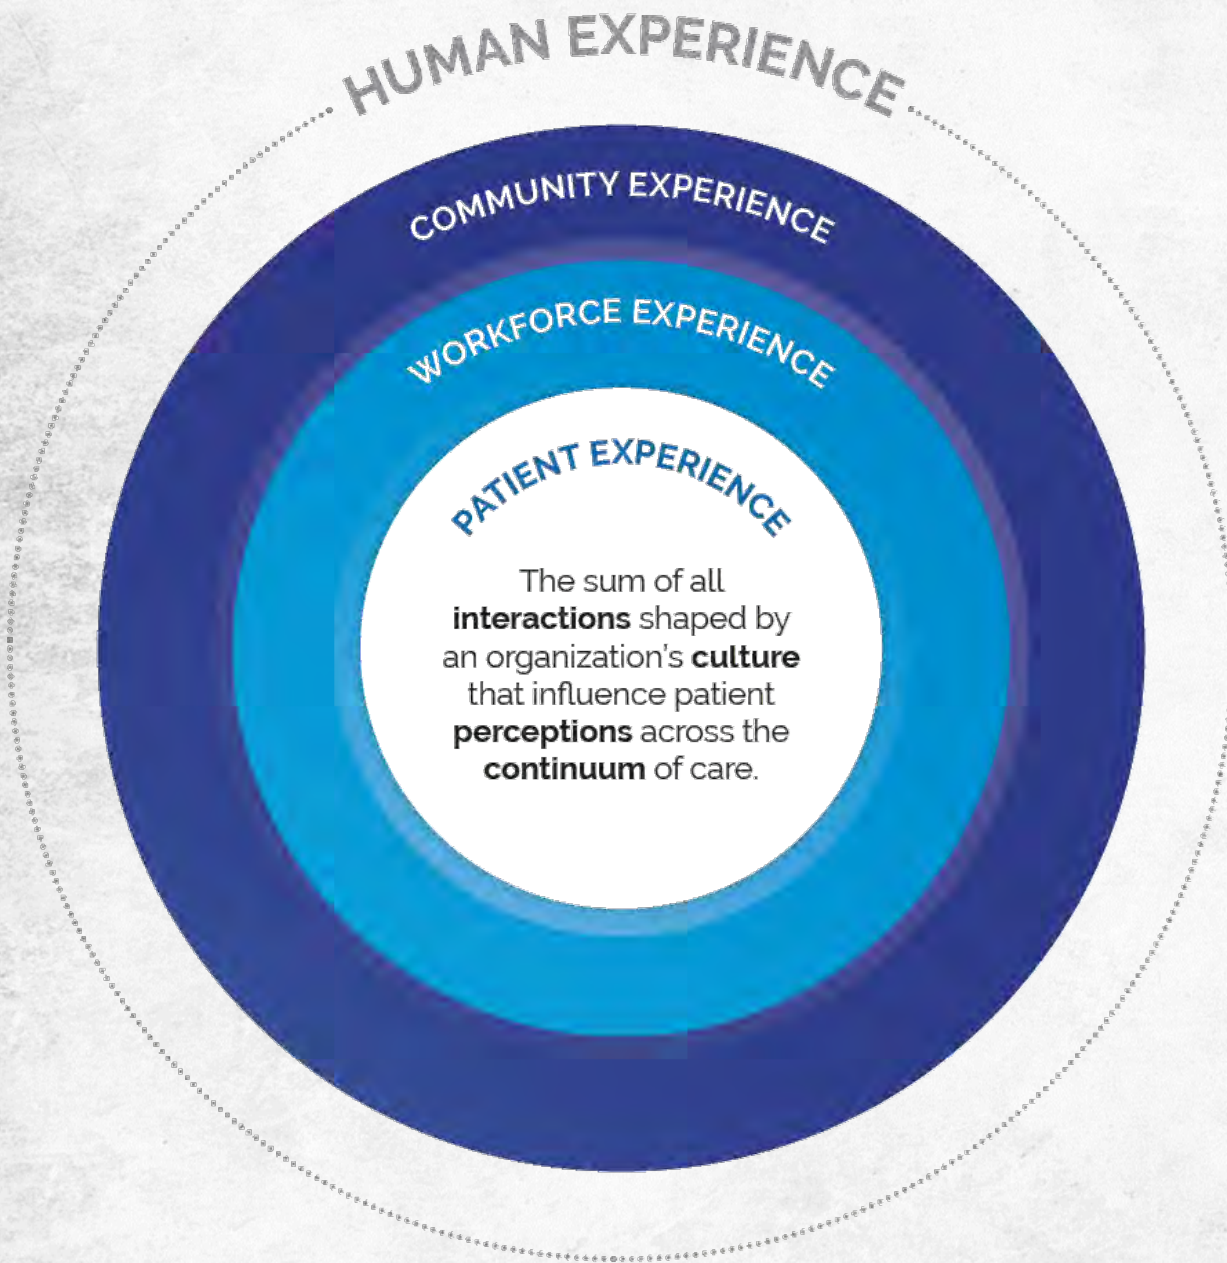 HUMAN EXPERIENCE
COMMUNITY EXPERIENCE
WORKFORCE EXPERIENCE
PATIENT EXPERIENCE
The sum of all
interactions shaped by
an organization's culture
that influence patient
perceptions across the
continuum of care.